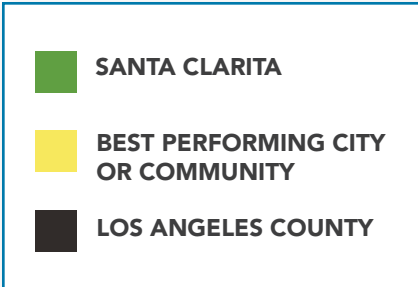 SANTA CLARITA
BEST PERFORMING CITY
OR COMMUNITY
LOS ANGELES COUNTY